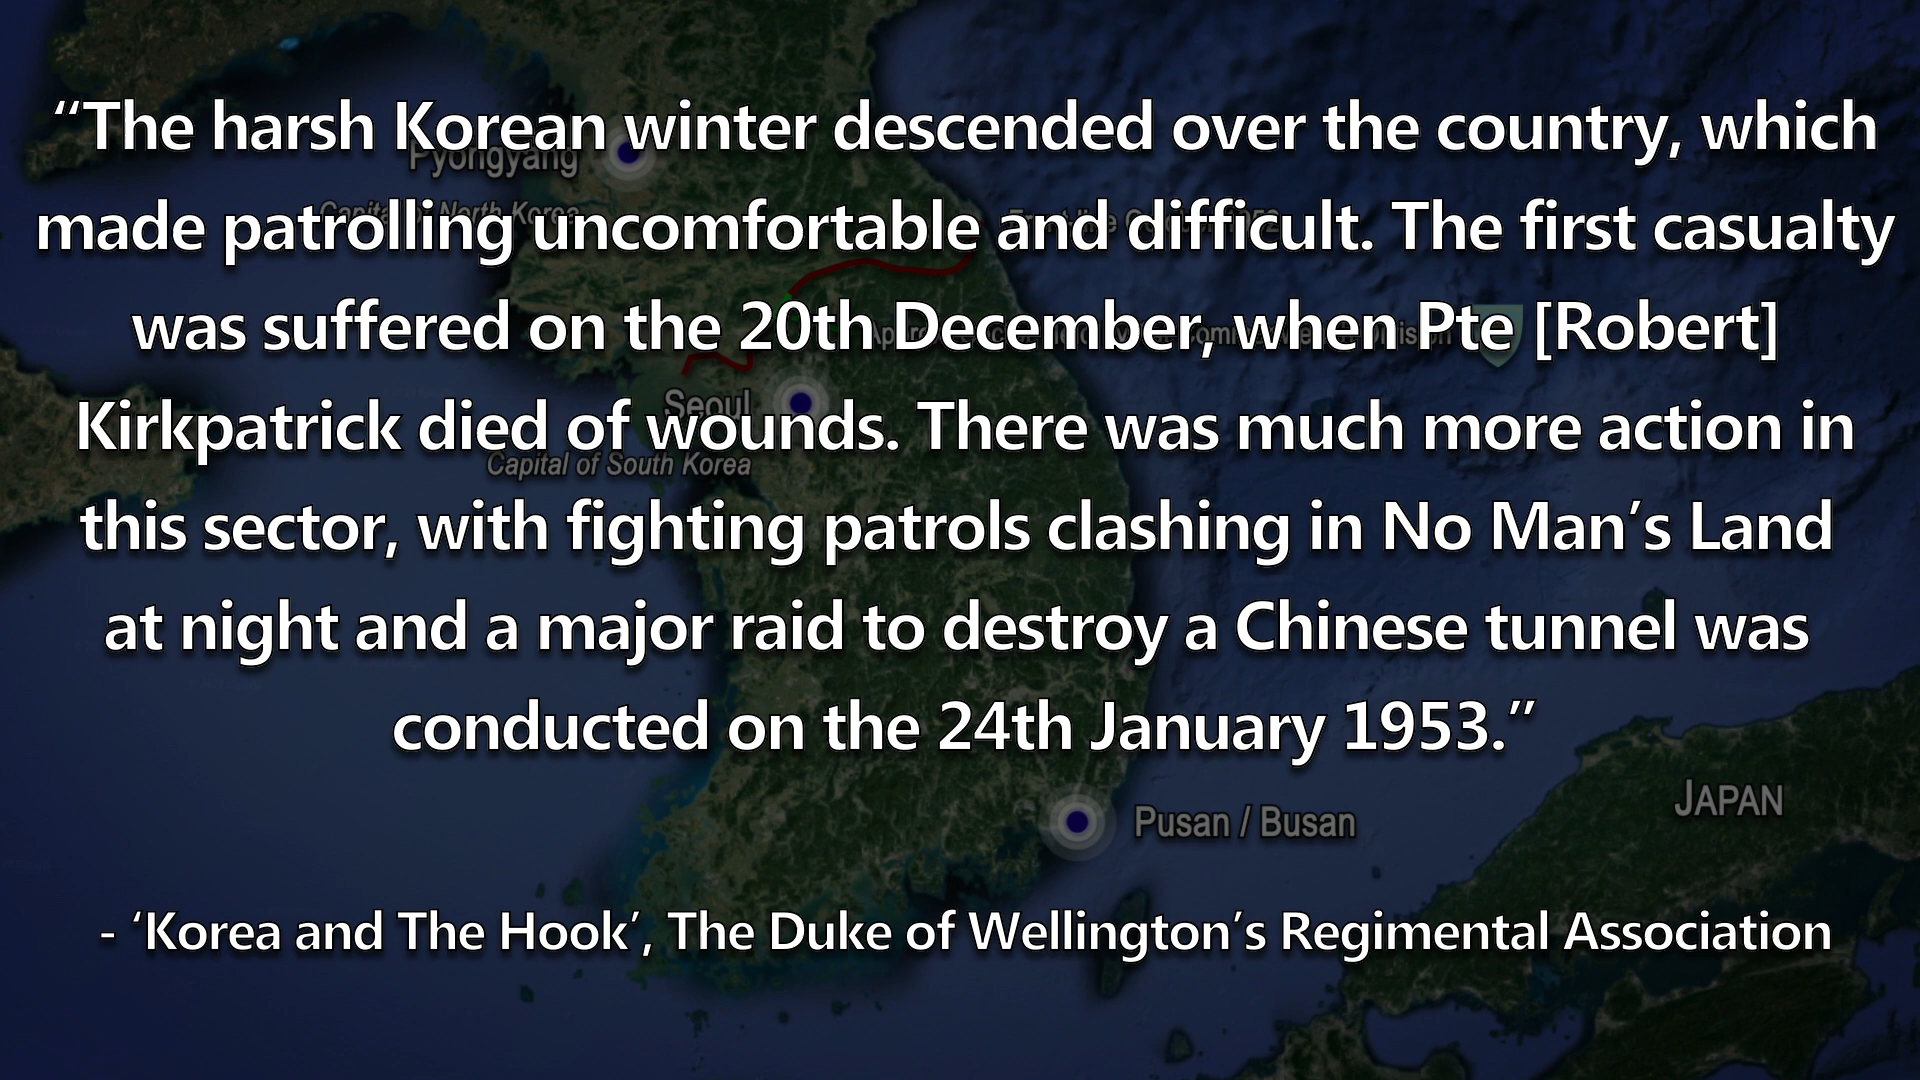 “The harsh Korean winter descended over the country, which
made patrolling uncomfortable and difficult. The first casualty
was suffered on the 20th December, when Pte [Robert]
Kirkpatrick died of wounds. There was much more action in
this sector, with fighting patrols clashing in No Man’s Land
at night and a major raid to destroy a Chinese tunnel was
conducted on the 24th January 1953.”
- ‘Korea and The Hook’, The Duke of Wellington’s Regimental Association
Pyongyang
Capital of North Korea
Seoul
Capital of South Korea
Pusan / Busan
JAPAN